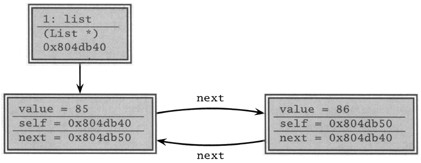 1: list
(List *)
0x804db40
next
value = 85
self = 0x804db40
next = 0x804db50
value = 86
self = 0x804db50
next = 0x804db40
next